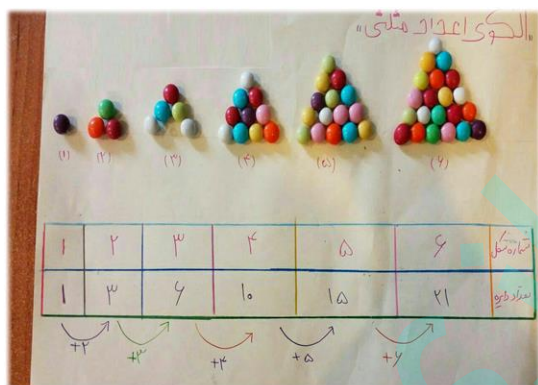 "الگوی اعداد مثلثی"
(۱) (۲) (۳) (۴) (۵) (۶)
۱ ۲ ۳ ۴ ۵ ۶ شماره شکل
۱ ۳ ۶ ۱۰ ۱۵ ۲۱ تعداد مهره
+۲ +۳ +۴ +۵ +۶